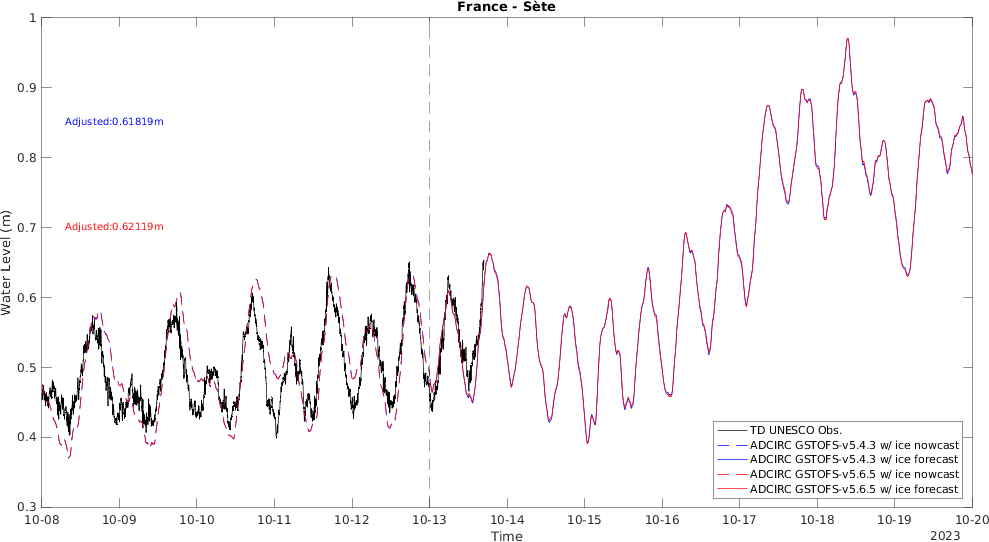 France - Sète
Water Level (m)
1
0.9
0.8
0.7
0.6
0.5
0.4
0.3
Adjusted:0.61819m
Adjusted:0.62119m
TD UNESCO Obs.
ADCIRC GSTOFS-v5.4.3 w/ ice nowcast
ADCIRC GSTOFS-v5.4.3 w/ ice forecast
ADCIRC GSTOFS-v5.6.5 w/ ice nowcast
ADCIRC GSTOFS-v5.6.5 w/ ice forecast
10-08 10-09 10-10 10-11 10-12 10-13 10-14 10-15 10-16 10-17 10-18 10-19 10-20
Time
2023